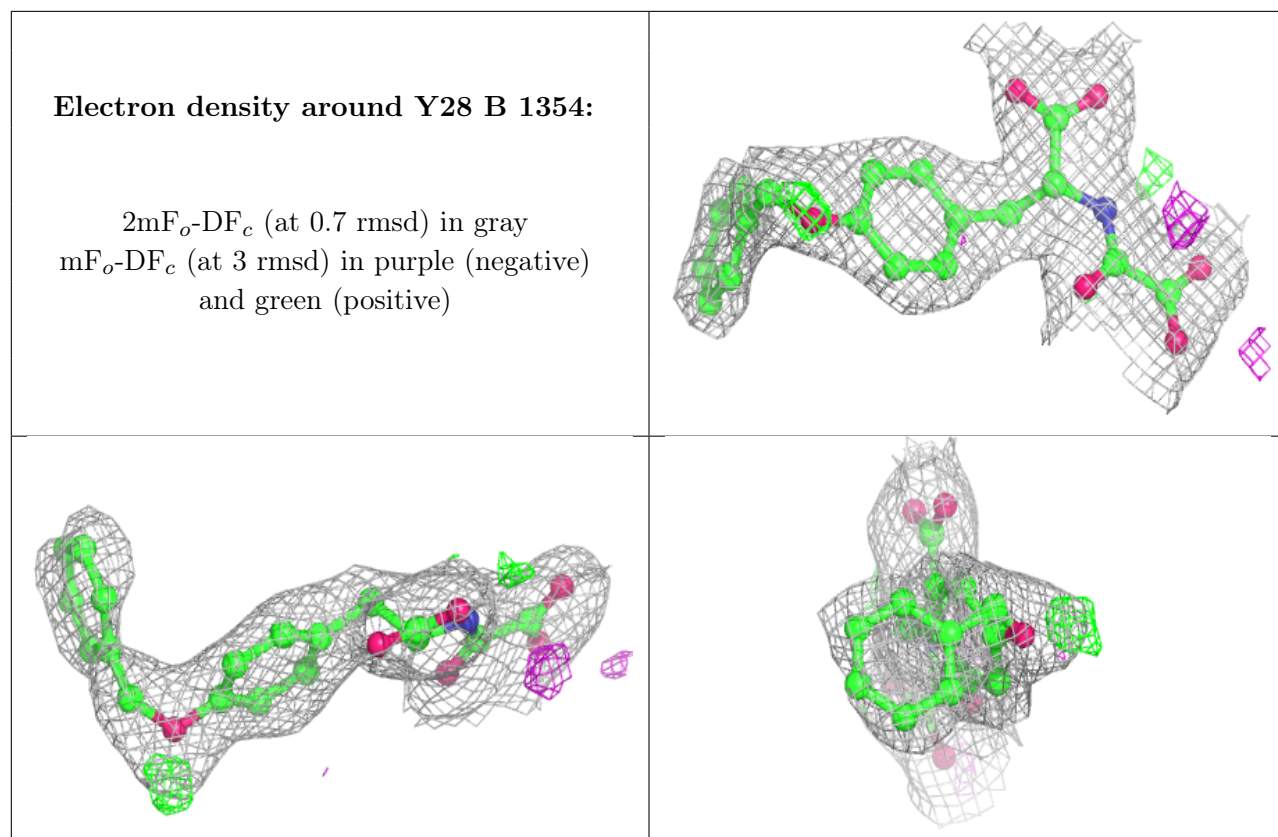 Electron density around Y28 B 1354:
2mFₒ-DF𝒸 (at 0.7 rmsd) in gray
mFₒ-DF𝒸 (at 3 rmsd) in purple (negative)
and green (positive)